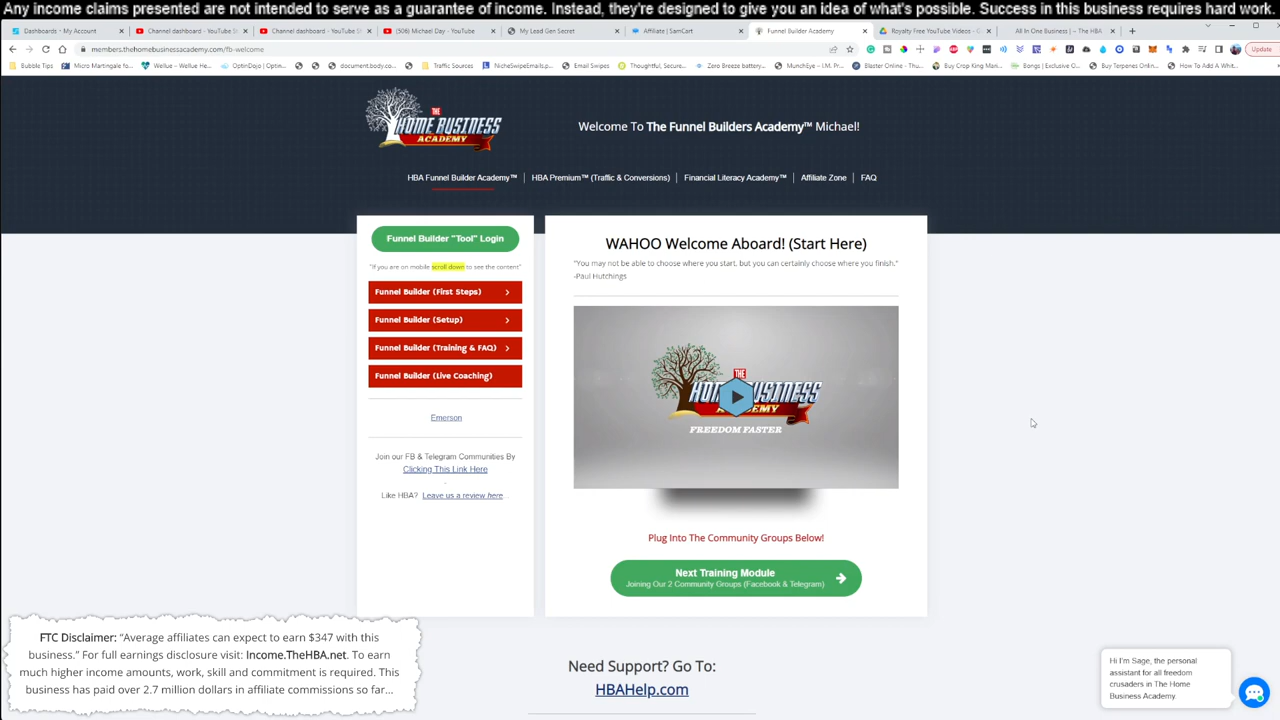 Any income claims presented are not intended to serve as a guarantee of income. Instead, they're designed to give you an idea of what's possible. Success in this business requires hard work.
Dashboards - My Account
Channel dashboard - YouTube St
Channel dashboard - YouTube St
(506) Michael Day - YouTube
My Lead Gen Secret
Affiliate | SamCart
Funnel Builder Academy
Royalty Free YouTube Videos - G
All In One Business | – The HBA
members.thehomebusinessacademy.com/fb-welcome
Update
Bubble Tips
Micro Martingale fo...
Wellue – Wellue He...
OptinDojo | Optin...
document.body.co...
Traffic Sources
NicheSwipeEmails.p...
Email Swipes
Thoughtful, Secure...
Zero Breeze battery...
MunchEye – I.M. Pr...
Blaster Online - Thu...
Buy Crop King Mari...
Bongs | Exclusive O...
Buy Terpenes Onlin...
How To Add A Whit...
THE
HOME BUSINESS
ACADEMY
Welcome To The Funnel Builders Academy™ Michael!
HBA Funnel Builder Academy™
HBA Premium™ (Traffic & Conversions)
Financial Literacy Academy™
Affiliate Zone
FAQ
Funnel Builder "Tool" Login
"If you are on mobile scroll down to see the content"
Funnel Builder (First Steps)
Funnel Builder (Setup)
Funnel Builder (Training & FAQ)
Funnel Builder (Live Coaching)
Emerson
Join our FB & Telegram Communities By
Clicking This Link Here
.
Like HBA? Leave us a review here...
WAHOO Welcome Aboard! (Start Here)
"You may not be able to choose where you start, but you can certainly choose where you finish."
-Paul Hutchings
THE
HOME BUSINESS
ACADEMY
FREEDOM FASTER
Plug Into The Community Groups Below!
Next Training Module
Joining Our 2 Community Groups (Facebook & Telegram)
FTC Disclaimer: "Average affiliates can expect to earn $347 with this
business." For full earnings disclosure visit: Income.TheHBA.net. To earn
much higher income amounts, work, skill and commitment is required. This
business has paid over 2.7 million dollars in affiliate commissions so far...
Need Support? Go To:
HBAHelp.com
Hi I'm Sage, the personal
assistant for all freedom
crusaders in The Home
Business Academy